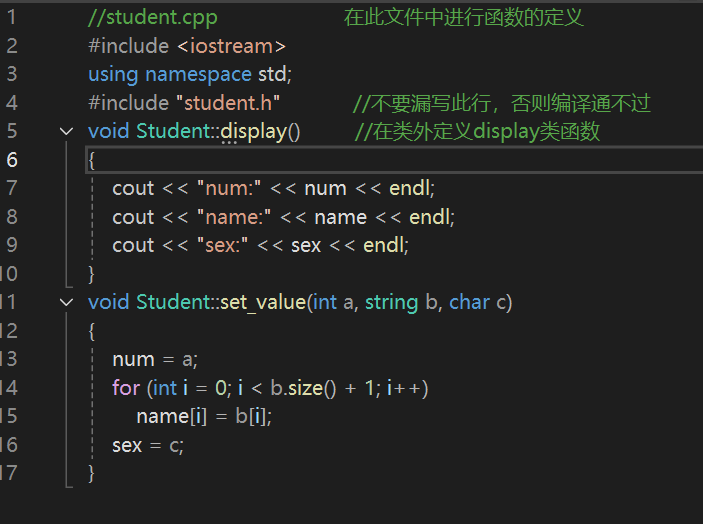 1 //student.cpp 在此文件中进行函数的定义
2 #include <iostream>
3 using namespace std;
4 #include "student.h" //不要漏写此行，否则编译通不过
5 void Student::display() //在类外定义display类函数
6 {
7 cout << "num:" << num << endl;
8 cout << "name:" << name << endl;
9 cout << "sex:" << sex << endl;
10 }
11 void Student::set_value(int a, string b, char c)
12 {
13 num = a;
14 for (int i = 0; i < b.size() + 1; i++)
15 name[i] = b[i];
16 sex = c;
17 }